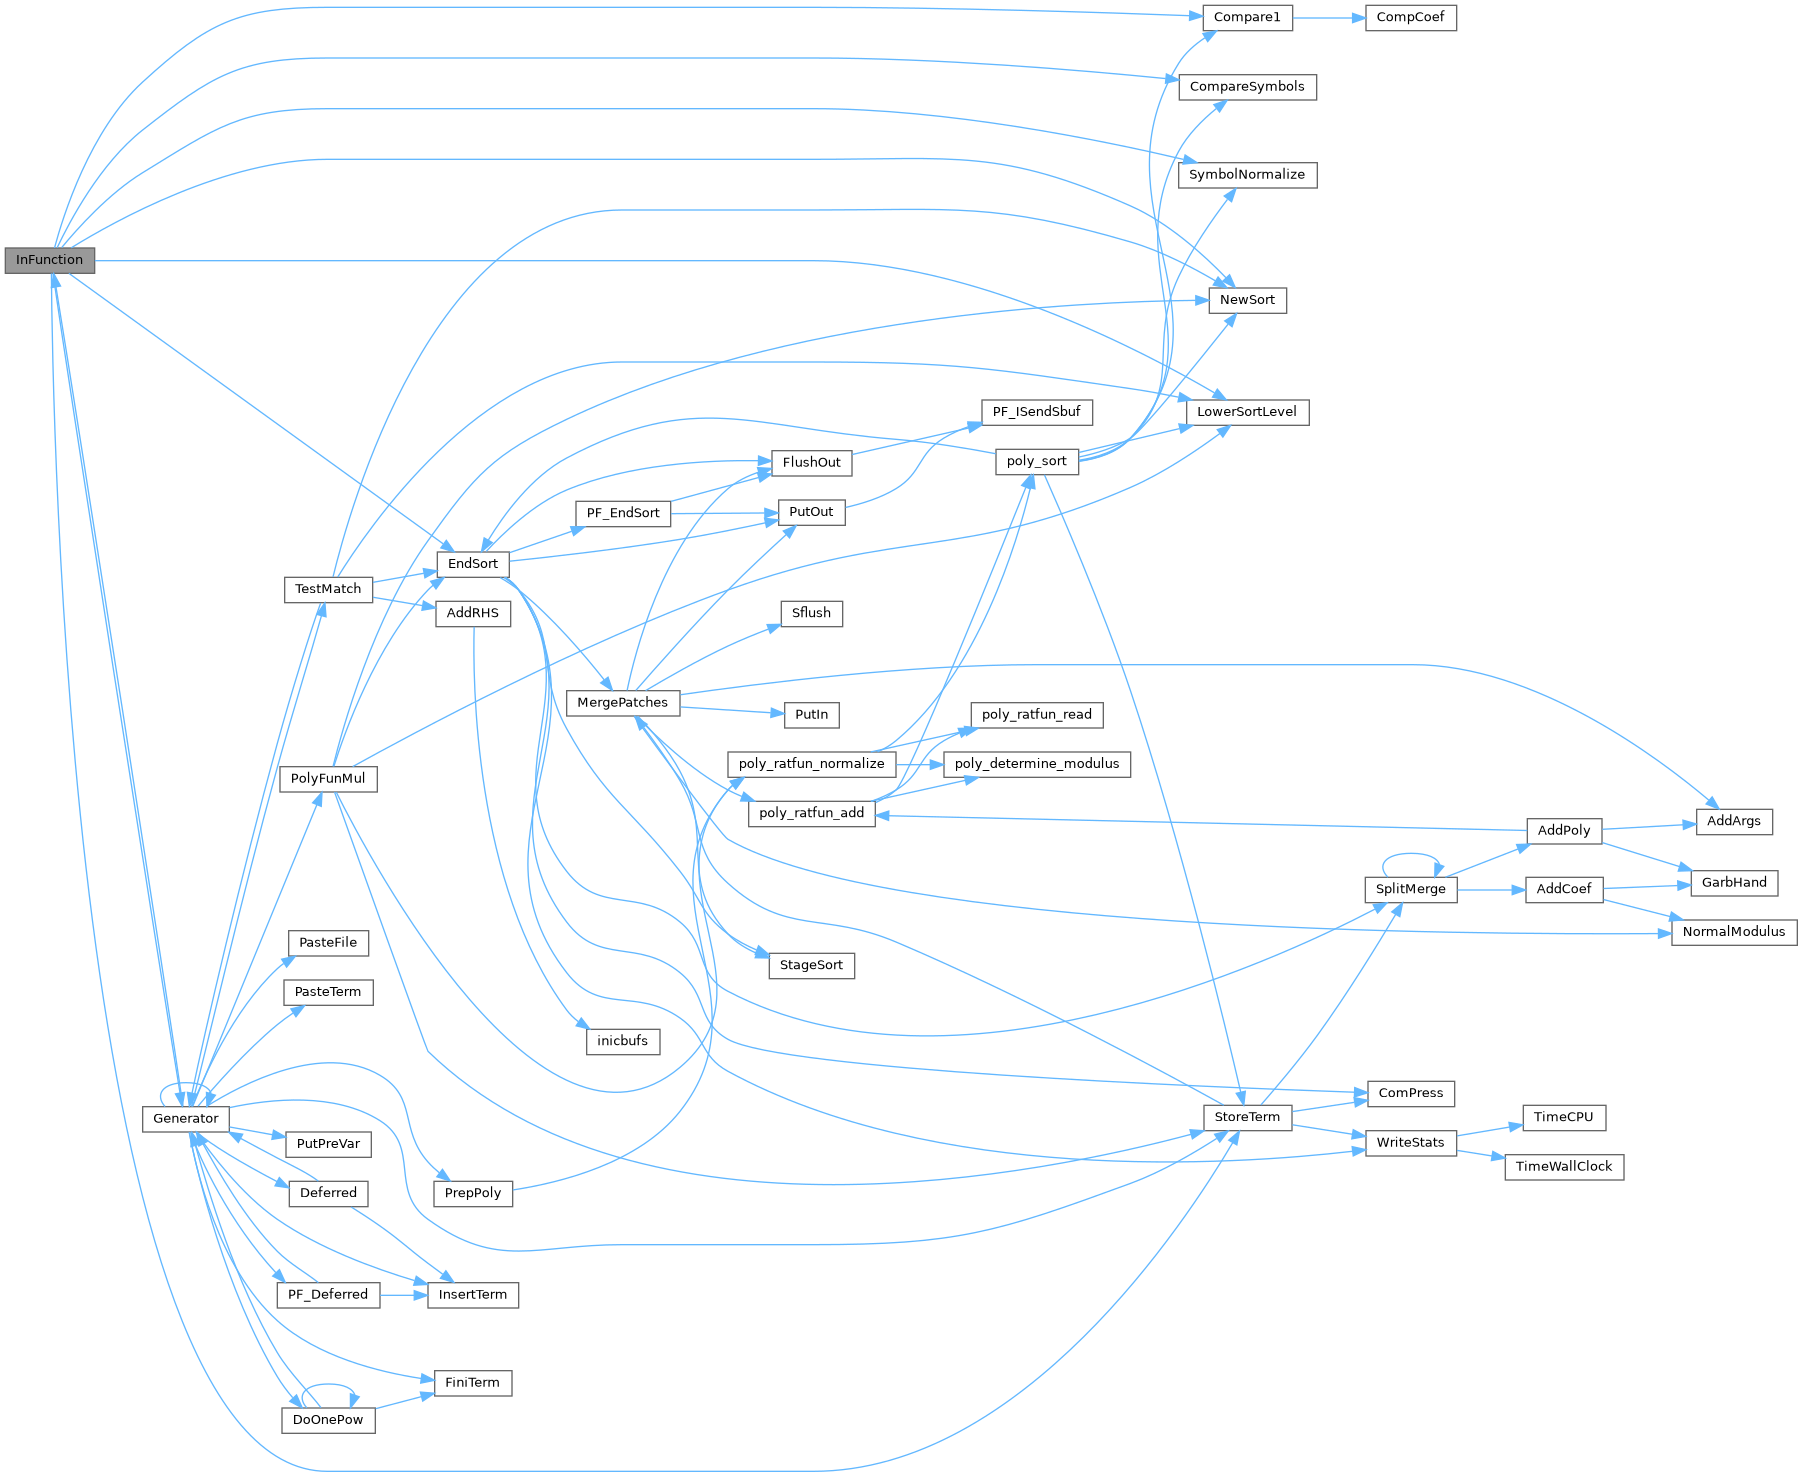 Compare1
CompCoef
CompareSymbols
SymbolNormalize
InFunction
NewSort
PF_ISendSbuf
LowerSortLevel
FlushOut
poly_sort
PF_EndSort
PutOut
EndSort
TestMatch
AddRHS
Sflush
MergePatches
PutIn
poly_ratfun_read
poly_ratfun_normalize
poly_determine_modulus
PolyFunMul
poly_ratfun_add
AddArgs
AddPoly
GarbHand
SplitMerge
AddCoef
NormalModulus
PasteFile
StageSort
PasteTerm
inicbufs
ComPress
Generator
StoreTerm
TimeCPU
PutPreVar
WriteStats
TimeWallClock
Deferred
PrepPoly
PF_Deferred
InsertTerm
FiniTerm
DoOnePow